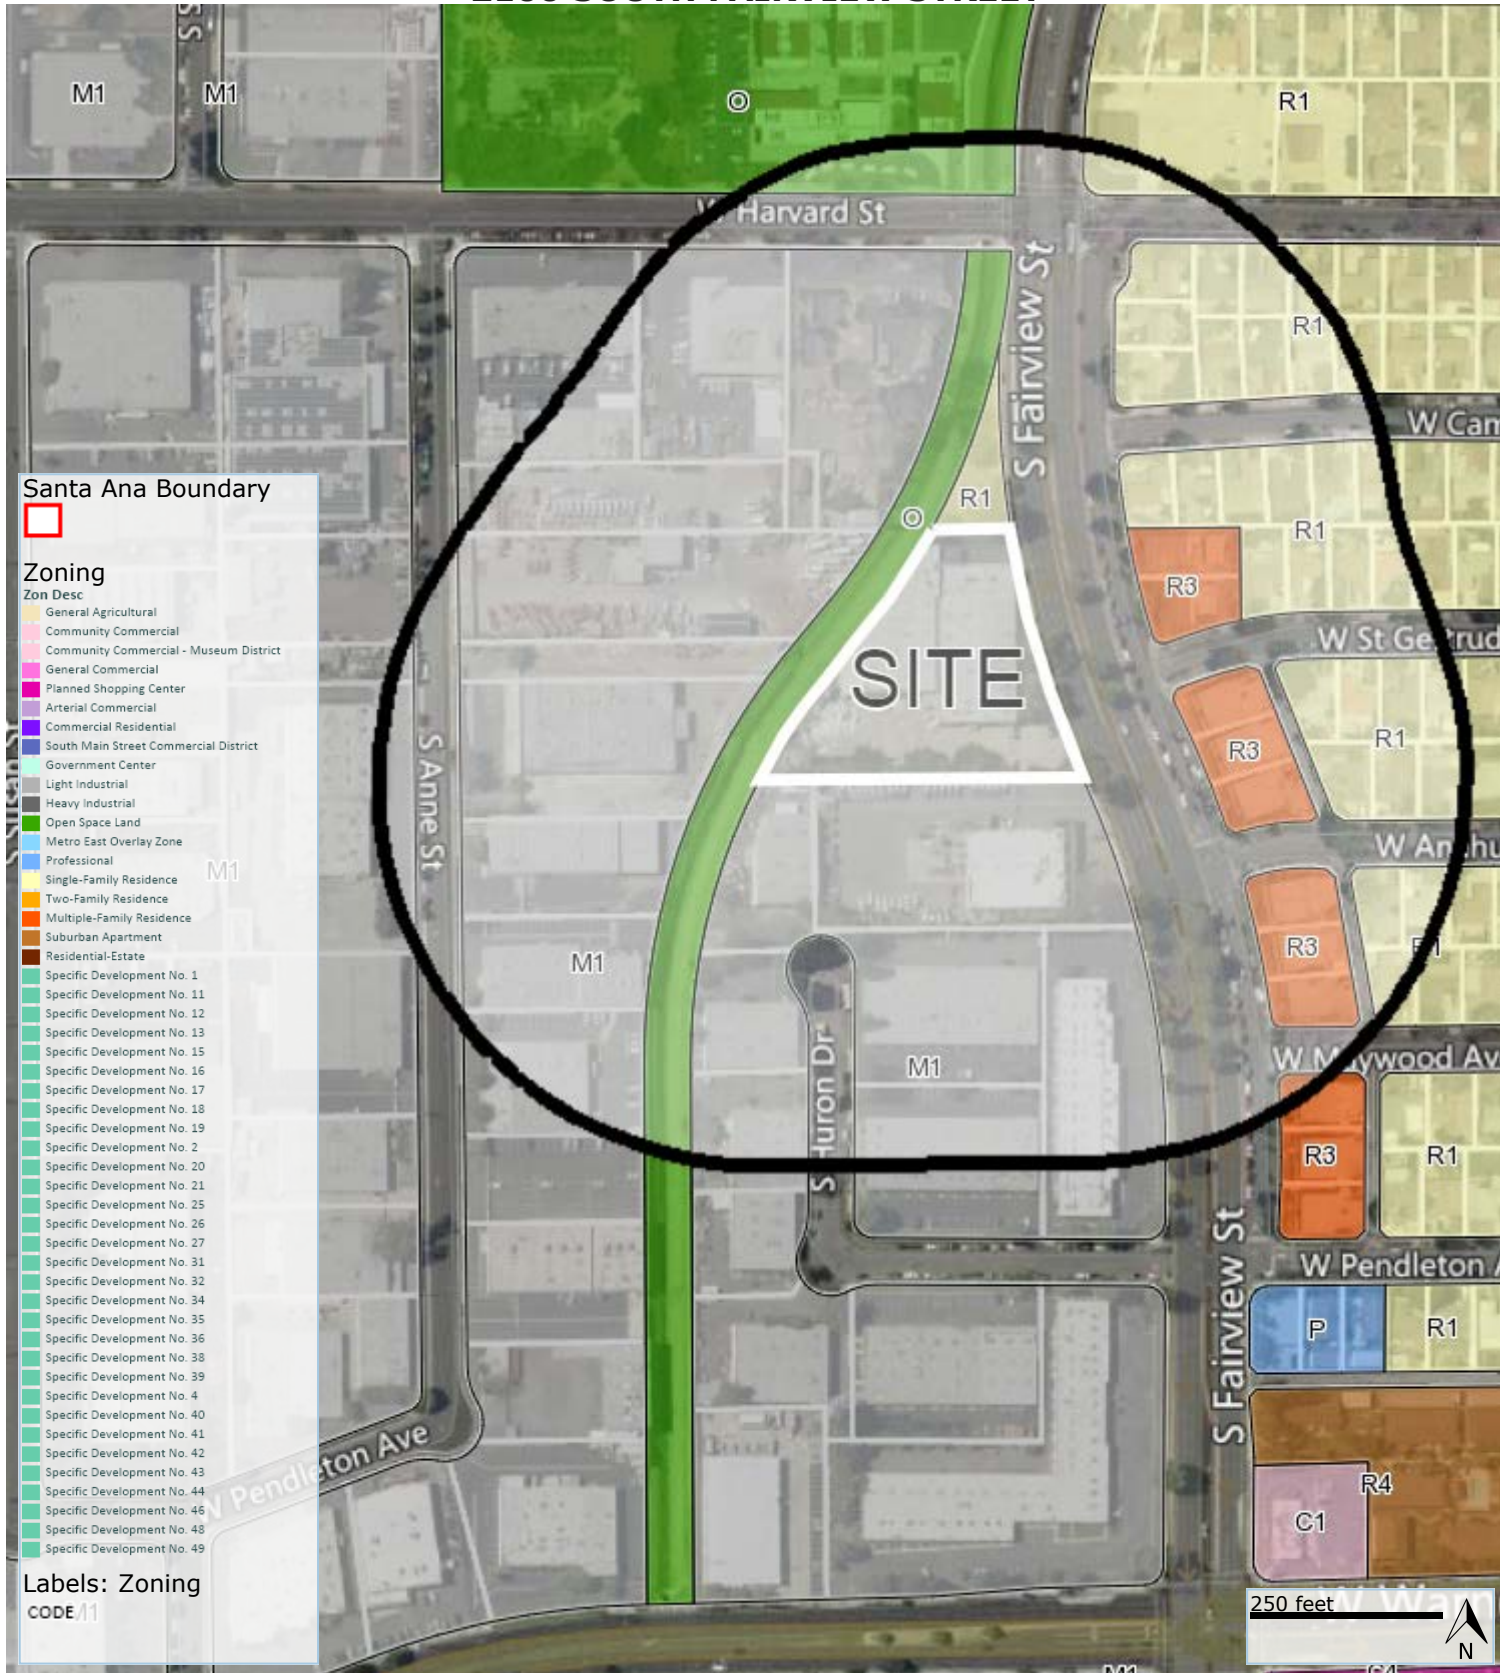 M1
M1
O
R1
W Harvard St
S Fairview St
R1
W Cam
R1
O
R1
R3
W St Gertrud
SITE
R3
R1
S Anne St
W
M1
R3
M1
S Huron Dr
M1
W Maywood Av
R3
R1
W Pendleton A
S Fairview St
P
R1
W Pendleton Ave
R4
C1
Santa Ana Boundary
Zoning
Zon Desc
General Agricultural
Community Commercial
Community Commercial - Museum District
General Commercial
Planned Shopping Center
Arterial Commercial
Commercial Residential
South Main Street Commercial District
Government Center
Light Industrial
Heavy Industrial
Open Space Land
Metro East Overlay Zone
Professional
Single-Family Residence
Two-Family Residence
Multiple-Family Residence
Suburban Apartment
Residential-Estate
Specific Development No. 1
Specific Development No. 11
Specific Development No. 12
Specific Development No. 13
Specific Development No. 15
Specific Development No. 16
Specific Development No. 17
Specific Development No. 18
Specific Development No. 19
Specific Development No. 2
Specific Development No. 20
Specific Development No. 21
Specific Development No. 25
Specific Development No. 26
Specific Development No. 27
Specific Development No. 31
Specific Development No. 32
Specific Development No. 34
Specific Development No. 35
Specific Development No. 36
Specific Development No. 38
Specific Development No. 39
Specific Development No. 4
Specific Development No. 40
Specific Development No. 41
Specific Development No. 42
Specific Development No. 43
Specific Development No. 44
Specific Development No. 46
Specific Development No. 48
Specific Development No. 49
Labels: Zoning
CODE
250 feet
N